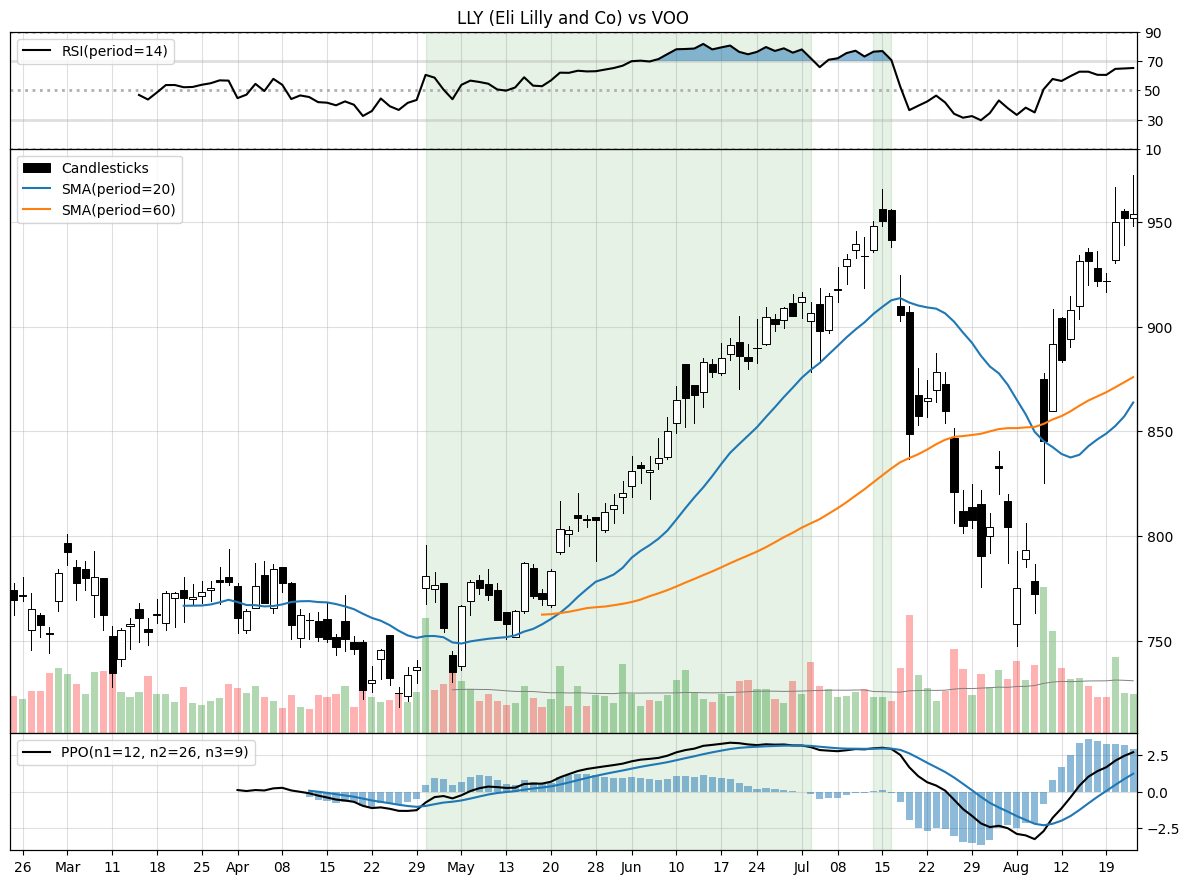 LLY (Eli Lilly and Co) vs VOO
RSI(period=14)
90
70
50
30
10
Candlesticks
SMA(period=20)
SMA(period=60)
950
900
850
800
750
PPO(n1=12, n2=26, n3=9)
2.5
0.0
−2.5
26 Mar 11 18 25 Apr 08 15 22 29 May 13 20 28 Jun 10 17 24 Jul 08 15 22 29 Aug 12 19